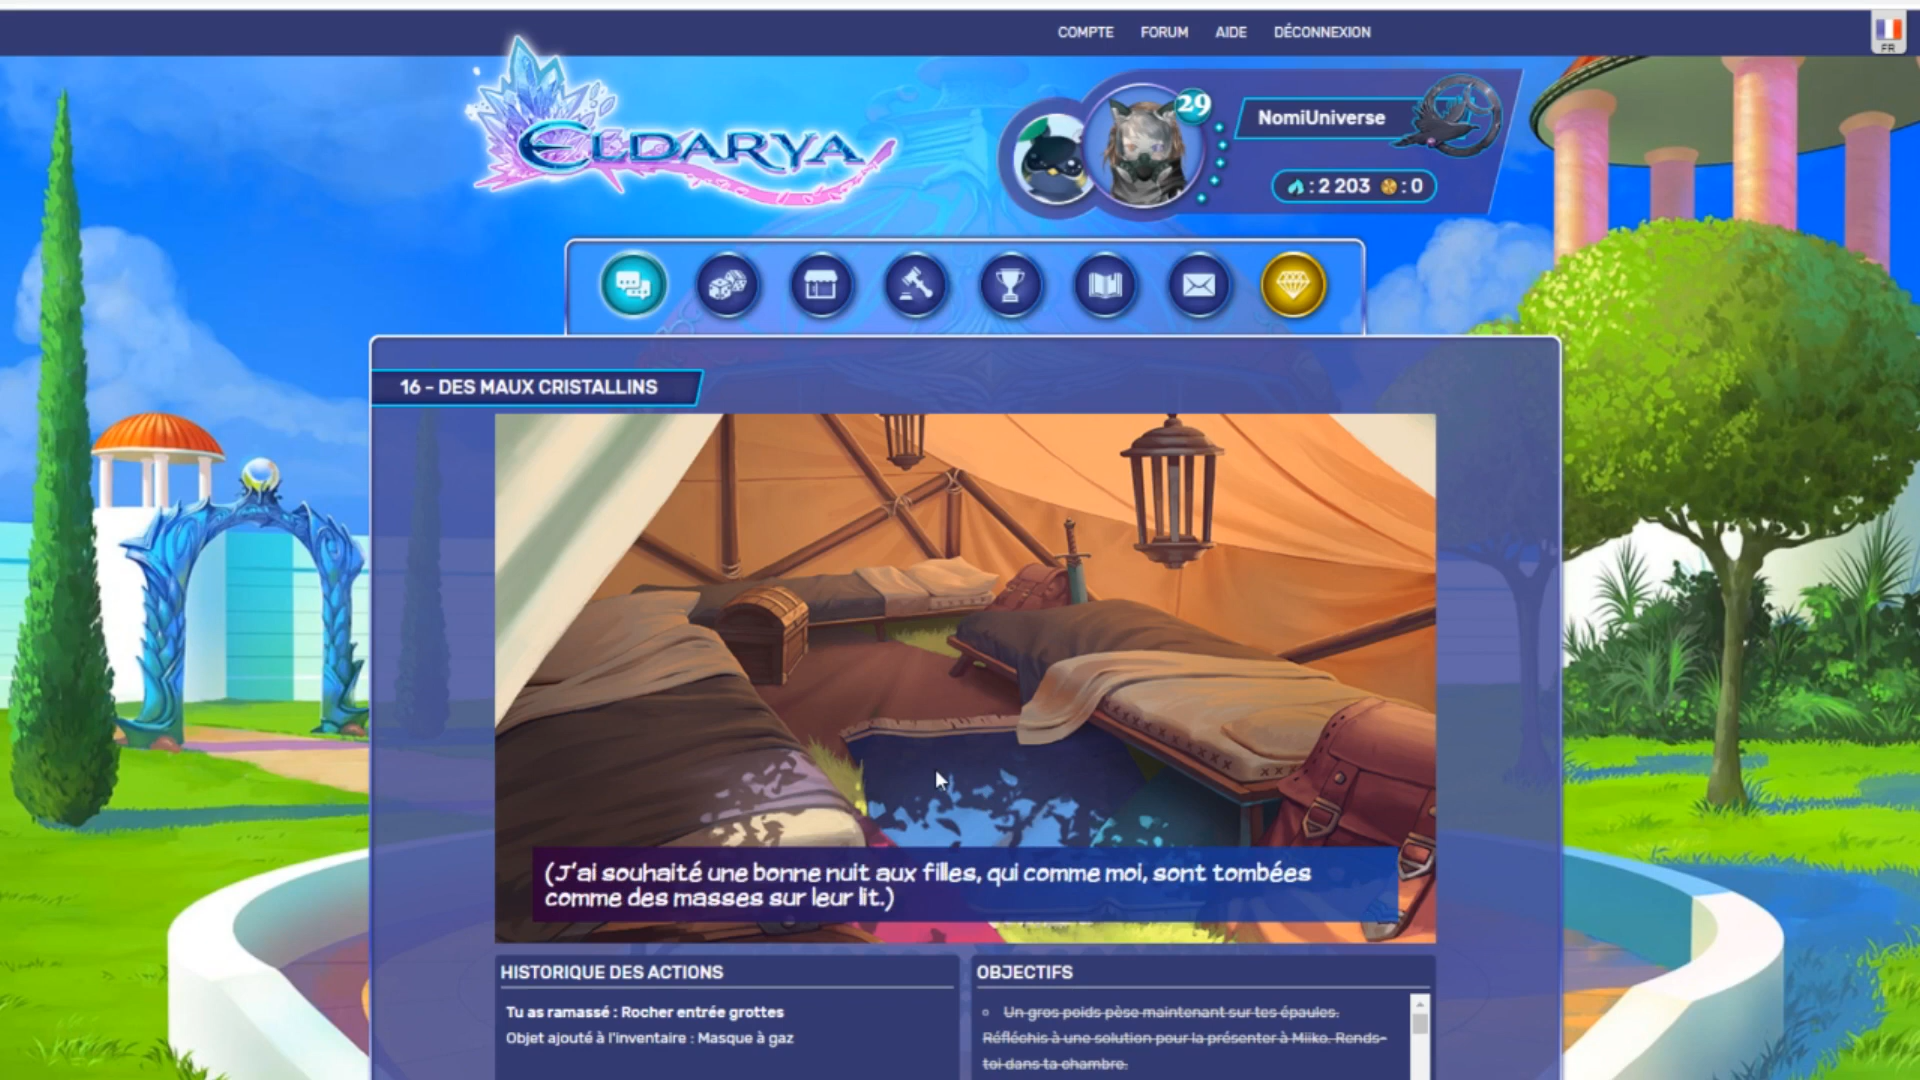 COMPTE FORUM AIDE DÉCONNEXION
FR
ELDARYA
29
NomiUniverse
: 2 203 : 0
16 - DES MAUX CRISTALLINS
(J'ai souhaité une bonne nuit aux filles, qui comme moi, sont tombées
comme des masses sur leur lit.)
HISTORIQUE DES ACTIONS
Tu as ramassé : Rocher entrée grottes
Objet ajouté à l'inventaire : Masque à gaz
OBJECTIFS
Un gros poids pèse maintenant sur tes épaules.
Réfléchis à une solution pour la présenter à Miiko. Rends-
toi dans ta chambre.